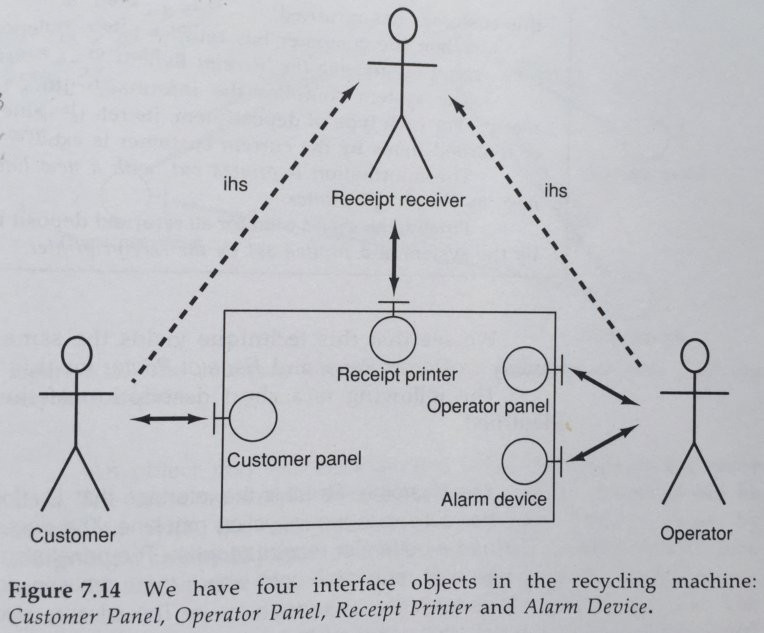 ihs
ihs
Receipt receiver
Receipt printer
Operator panel
Customer panel
Alarm device
Customer
Operator
Figure 7.14 We have four interface objects in the recycling machine:
Customer Panel, Operator Panel, Receipt Printer and Alarm Device.